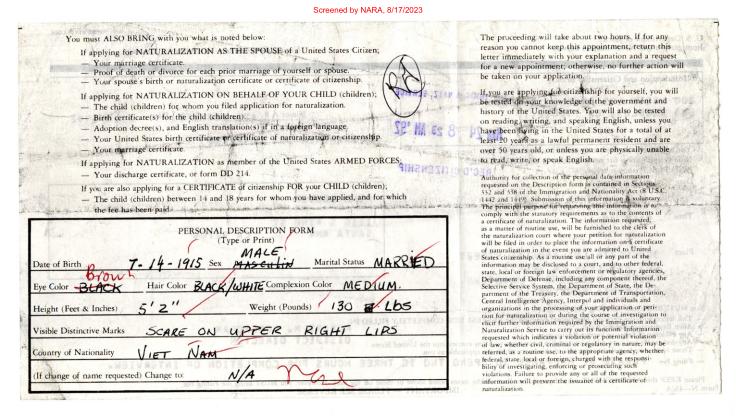 Screened by NARA, 8/17/2023
You must ALSO BRING with you what is noted below:
If applying for NATURALIZATION AS THE SPOUSE of a United States Citizen;
— Your marriage certificate.
— Proof of death or divorce for each prior marriage of yourself or spouse.
— Your spouse's birth or naturalization certificate or certificate of citizenship.
If applying for NATURALIZATION ON BEHALF OF YOUR CHILD (children);
— The child (children) for whom you filed application for naturalization.
— Birth certificate(s) for the child (children).
— Adoption decree(s), and English translation(s) if in a foreign language.
— Your United States birth certificate or certificate of naturalization or citizenship.
— Your marriage certificate.
If applying for NATURALIZATION as member of the United States ARMED FORCES;
— Your discharge certificate, or form DD 214.
If you are also applying for a CERTIFICATE of citizenship FOR your CHILD (children);
— The child (children) between 14 and 18 years for whom you have applied, and for which
the fee has been paid
PERSONAL DESCRIPTION FORM
(Type or Print)
Date of Birth 7-14-1915 Sex MASCULIN MALE Marital Status MARRIED
Eye Color BLACK Brown Hair Color BLACK/WHITE Complexion Color MEDIUM.
Height (Feet & Inches) 5'2" Weight (Pounds) 130 LBS
Visible Distinctive Marks SCARE ON UPPER RIGHT LIPS
Country of Nationality VIET NAM
(If change of name requested) Change to: N/A
The proceeding will take about two hours. If for any
reason you cannot keep this appointment, return this
letter immediately with your explanation and a request
for a new appointment; otherwise, no further action will
be taken on your application.
If you are applying for citizenship for yourself, you will
be tested on your knowledge of the government and
history of the United States. You will also be tested
on reading, writing, and speaking English, unless you
have been living in the United States for a total of at
least 20 years as a lawful permanent resident and are
over 50 years old, or unless you are physically unable
to read, write, or speak English.
Authority for collection of the personal data information
requested on the Description form is contained in Sections
332 and 338 of the Immigration and Nationality Act (8 U.S.C.
1442 and 1449). Submission of this information is voluntary.
The principal purpose for requesting this information is to
comply with the statutory requirements as to the contents of
a certificate of naturalization. The information requested,
as a matter of routine use, will be furnished to the clerk of
the naturalization court where your petition for naturalization
will be filed in order to place the information on a certificate
of naturalization in the event you are admitted to United
States citizenship. As a routine use all or any part of the
information may be disclosed to a court, and to other federal,
state, local or foreign law enforcement or regulatory agencies,
Department of Defense, including any component thereof, the
Selective Service System, the Department of State, the De-
partment of the Treasury, the Department of Transportation,
Central Intelligence Agency, Interpol and individuals and
organizations in the processing of your application or peti-
tion for naturalization or during the course of investigation to
elicit further information required by the Immigration and
Naturalization Service to carry out its function. Information
requested which indicates a violation or potential violation
of law, whether civil, criminal or regulatory in nature, may be
referred, as a routine use, to the appropriate agency, whether
federal, state, local or foreign, charged with the responsi-
bility of investigating, enforcing or prosecuting such
violations. Failure to provide any or all of the requested
information will prevent the issuance of a certificate of
naturalization.